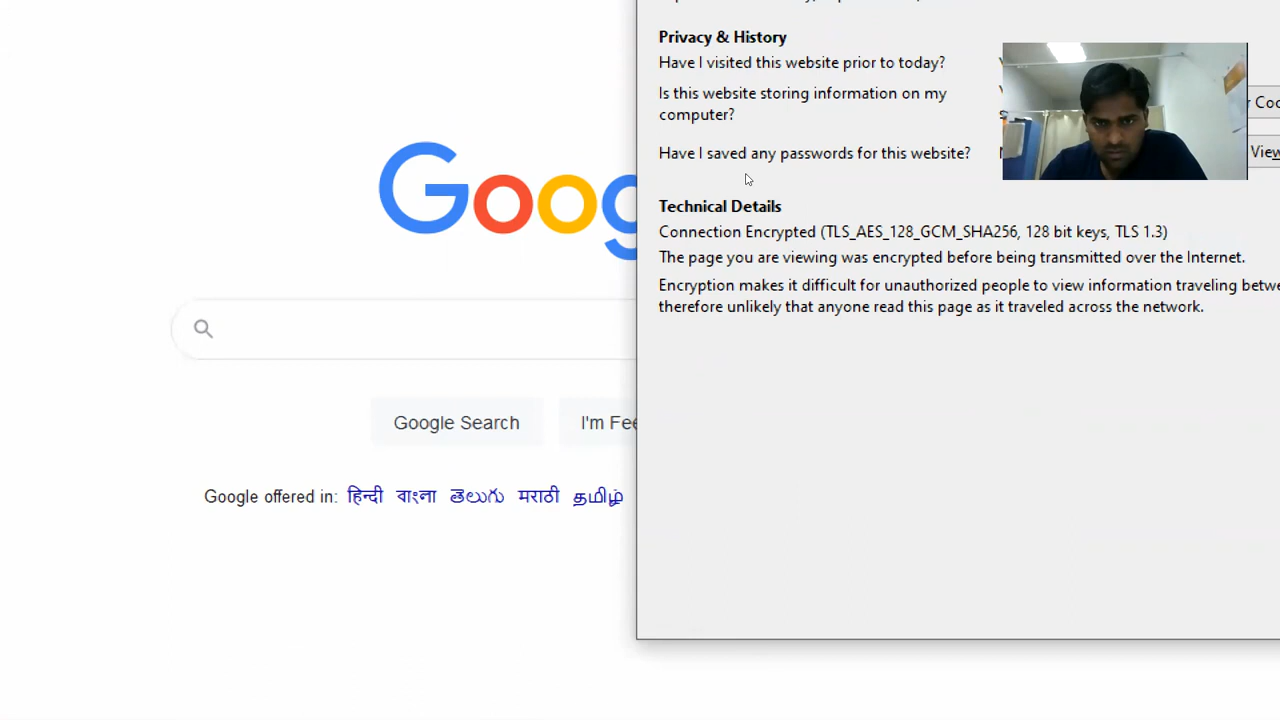 Privacy & History
Have I visited this website prior to today?
Is this website storing information on my
computer?
Have I saved any passwords for this website?
View
Technical Details
Connection Encrypted (TLS_AES_128_GCM_SHA256, 128 bit keys, TLS 1.3)
The page you are viewing was encrypted before being transmitted over the Internet.
Encryption makes it difficult for unauthorized people to view information traveling
therefore unlikely that anyone read this page as it traveled across the network.
Goog
Google Search
I'm
Google offered in: हिन्दी বাংলা తెలుగు मराठी தமிழ்